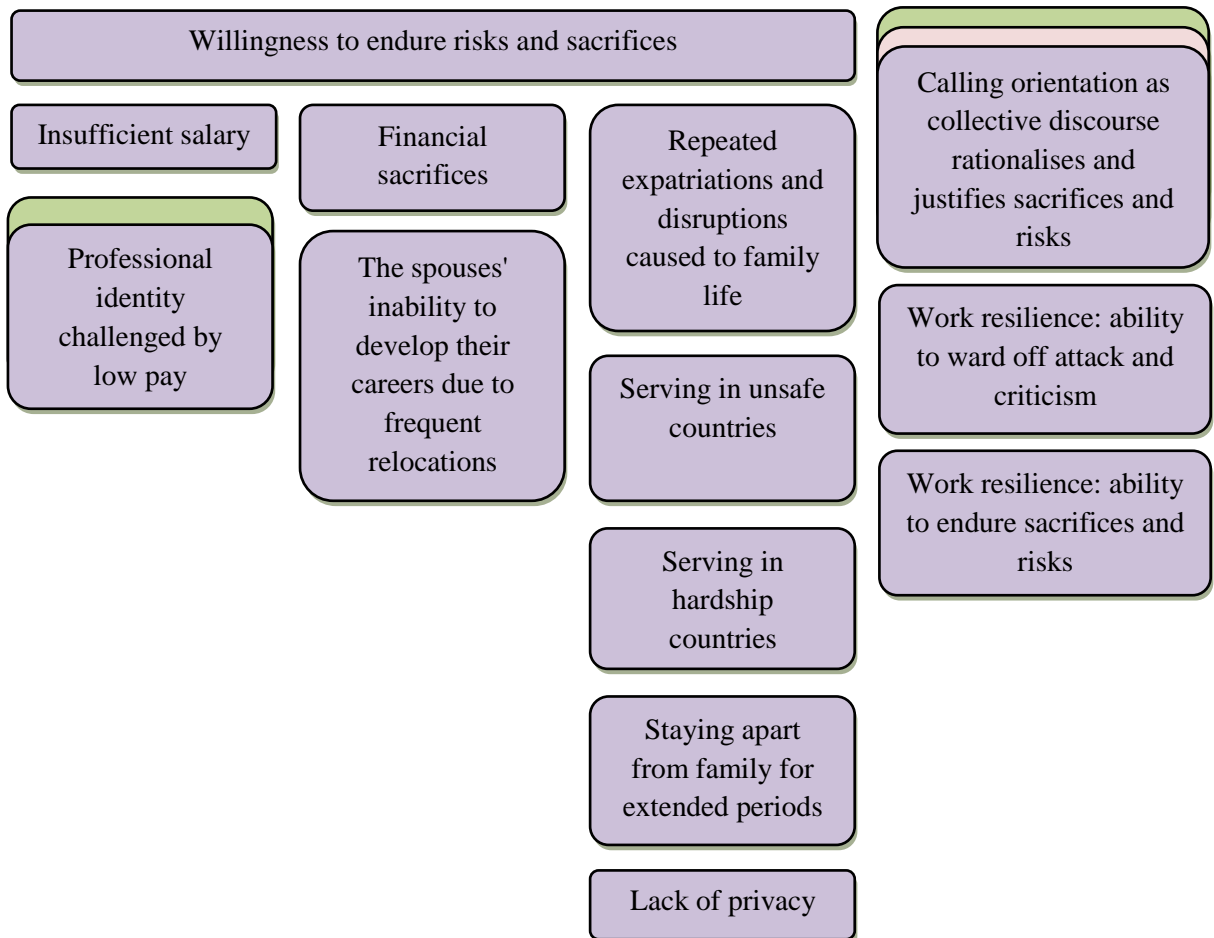 Willingness to endure risks and sacrifices
Insufficient salary
Professional
identity
challenged by
low pay
Financial
sacrifices
The spouses'
inability to
develop their
careers due to
frequent
relocations
Repeated
expatriations and
disruptions
caused to family
life
Serving in unsafe
countries
Serving in
hardship
countries
Staying apart
from family for
extended periods
Lack of privacy
Calling orientation as
collective discourse
rationalises and
justifies sacrifices and
risks
Work resilience: ability
to ward off attack and
criticism
Work resilience: ability
to endure sacrifices and
risks